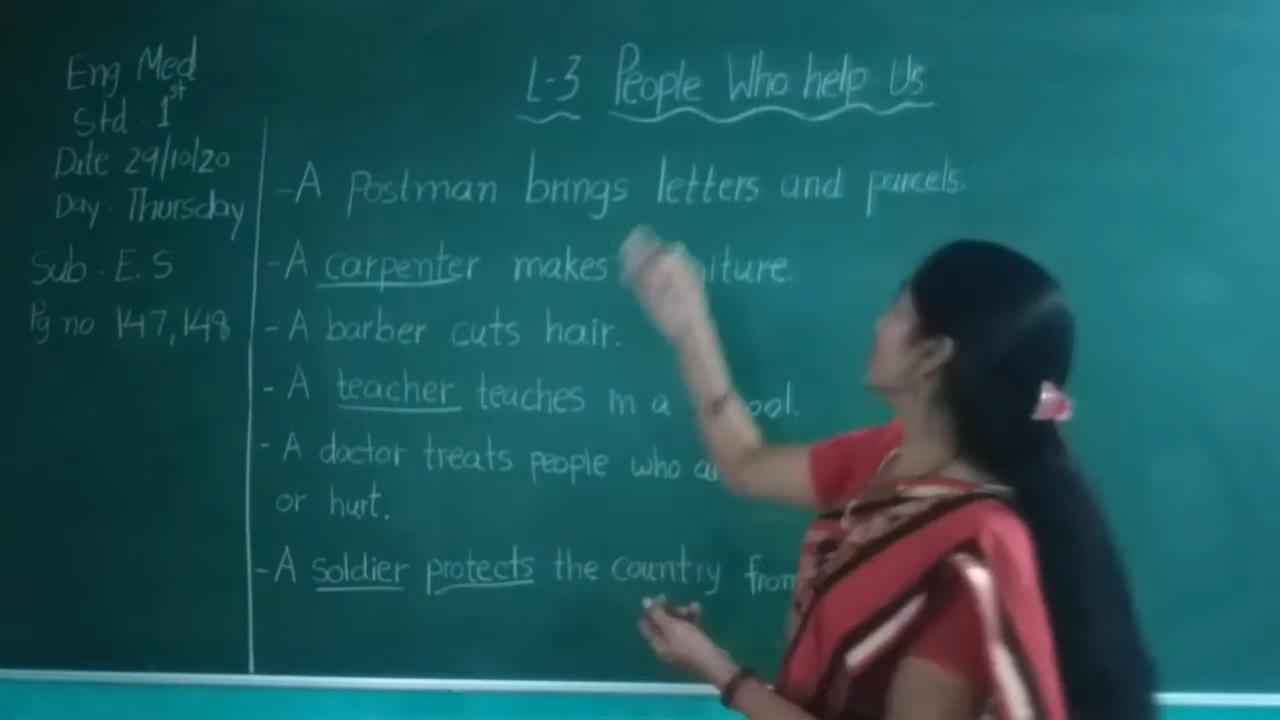 Eng Med
Std. 1st
Date 29/10/20
Day. Thursday
Sub. E.S
Pg no 147,148
L-3 People Who help Us
-A Postman brings letters and parcels.
-A carpenter makes
- A barber cuts hair.
- A teacher teaches in a
- A doctor treats people who
or hurt.
-A soldier protects the country from